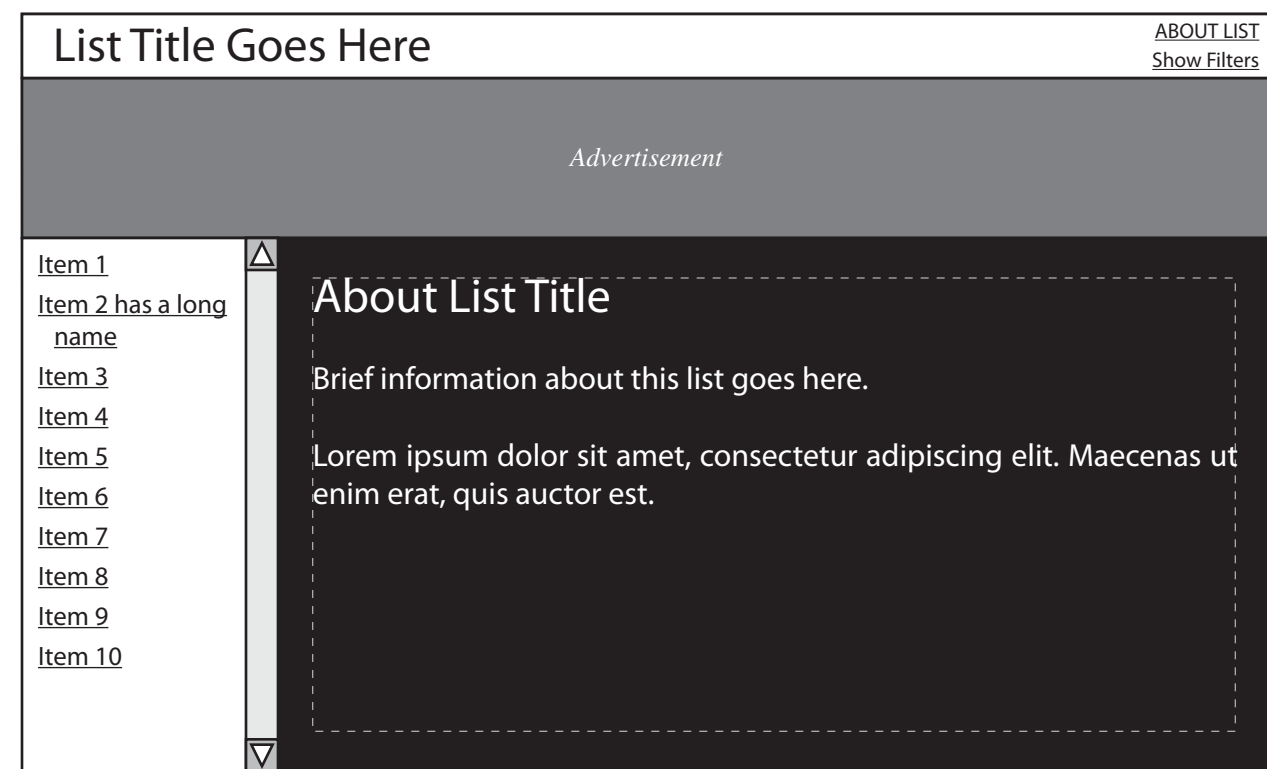 List Title Goes Here
ABOUT LIST
Show Filters
Advertisement
Item 1
Item 2 has a long
name
Item 3
Item 4
Item 5
Item 6
Item 7
Item 8
Item 9
Item 10
About List Title
Brief information about this list goes here.
Lorem ipsum dolor sit amet, consectetur adipiscing elit. Maecenas ut
enim erat, quis auctor est.